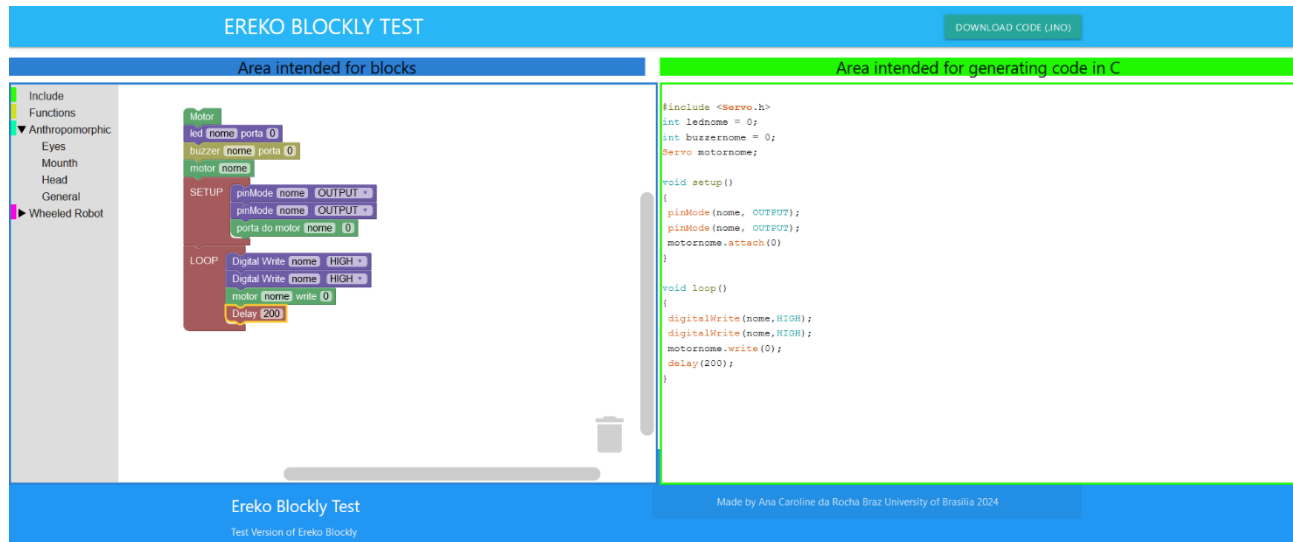 EREKO BLOCKLY TEST
DOWNLOAD CODE (.INO)
Area intended for blocks
Area intended for generating code in C
Include
Functions
Anthropomorphic
Eyes
Mounth
Head
General
Wheeled Robot
Motor
led nome porta 0
buzzer nome porta 0
motor nome
SETUP
pinMode nome OUTPUT
pinMode nome OUTPUT
porta do motor nome 0
LOOP
Digital Write nome HIGH
Digital Write nome HIGH
motor nome write 0
Delay 200
#include <Servo.h>
int lednome = 0;
int buzzernome = 0;
Servo motornome;
void setup()
{
pinMode(nome, OUTPUT);
pinMode(nome, OUTPUT);
motornome.attach(0)
}
void loop()
{
digitalWrite(nome,HIGH);
digitalWrite(nome,HIGH);
motornome.write(0);
delay(200);
}
Ereko Blockly Test
Test Version of Ereko Blockly
Made by Ana Caroline da Rocha Braz University of Brasilia 2024